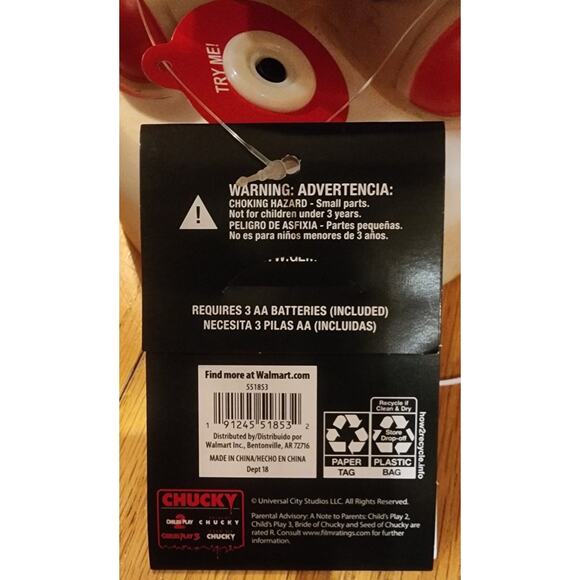 TRY ME!
WARNING: ADVERTENCIA:
CHOKING HAZARD - Small parts.
Not for children under 3 years.
PELIGRO DE ASFIXIA - Partes pequeñas.
No es para niños menores de 3 años.
REQUIRES 3 AA BATTERIES (INCLUDED)
NECESITA 3 PILAS AA (INCLUIDAS)
Find more at Walmart.com
551853
1 91245 51853 2
Distributed by/Distribuido por
Walmart Inc., Bentonville, AR 72716
MADE IN CHINA/HECHO EN CHINA
Dept 18
Recycle if
Clean & Dry
Store
Drop-off
PAPER
TAG
PLASTIC
BAG
how2recycle.info
CHUCKY
CHILD'S PLAY 2
CHUCKY
CHILD'S PLAY 3
CHUCKY
© Universal City Studios LLC. All Rights Reserved.
Parental Advisory: A Note to Parents: Child's Play 2,
Child's Play 3, Bride of Chucky and Seed of Chucky are
rated R. Consult www.filmratings.com for further
information.